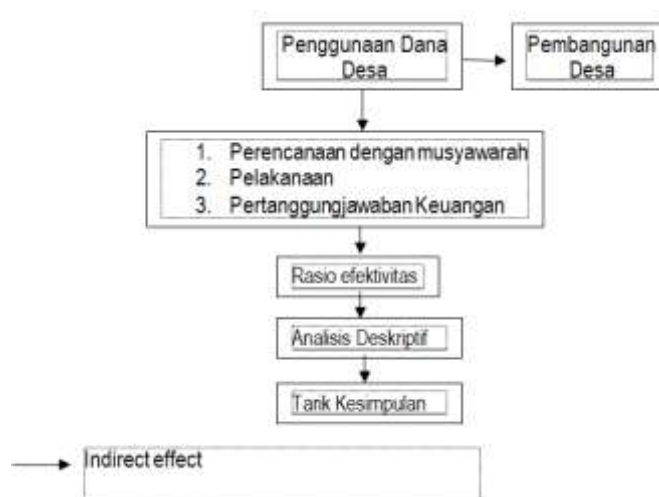 Penggunaan Dana
Desa
Pembangunan
Desa
1. Perencanaan dengan musyawarah
2. Pelakanaan
3. Pertanggungjawaban Keuangan
Rasio efektivitas
Analisis Deskriptif
Tarik Kesimpulan
Indirect effect